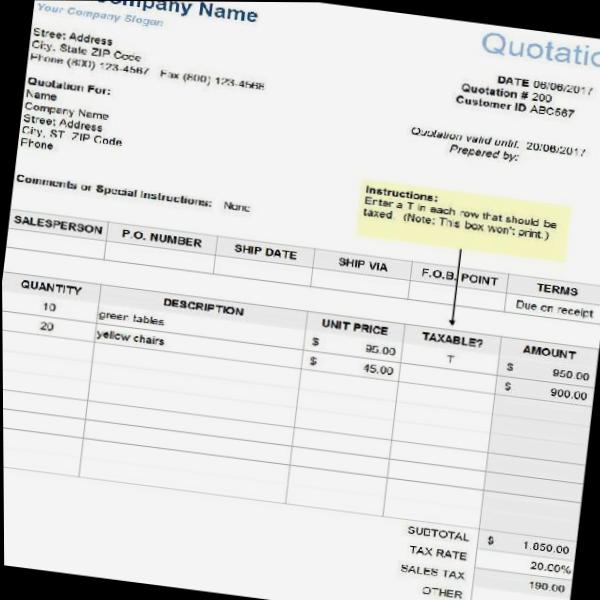 Company Name
Your Company Slogan
Quotatio
Street Address
City, State ZIP Code
Phone (800) 123-4567 Fax (800) 123-4568
DATE 06/06/2017
Quotation # 200
Customer ID ABC567
Quotation For:
Name
Company Name
Street Address
City, ST ZIP Code
Phone
Quotation valid until: 20/06/2017
Prepared by:
Comments or Special Instructions: None
Instructions:
Enter a T in each row that should be
taxed. (Note: This box won't print.)
SALESPERSON P.O. NUMBER SHIP DATE SHIP VIA F.O.B. POINT TERMS
Due on receipt
QUANTITY DESCRIPTION UNIT PRICE TAXABLE? AMOUNT
10 green tables $ 95.00 T $ 950.00
20 yellow chairs $ 45.00 $ 900.00
SUBTOTAL $ 1.850.00
TAX RATE 20.00%
SALES TAX 190.00
OTHER